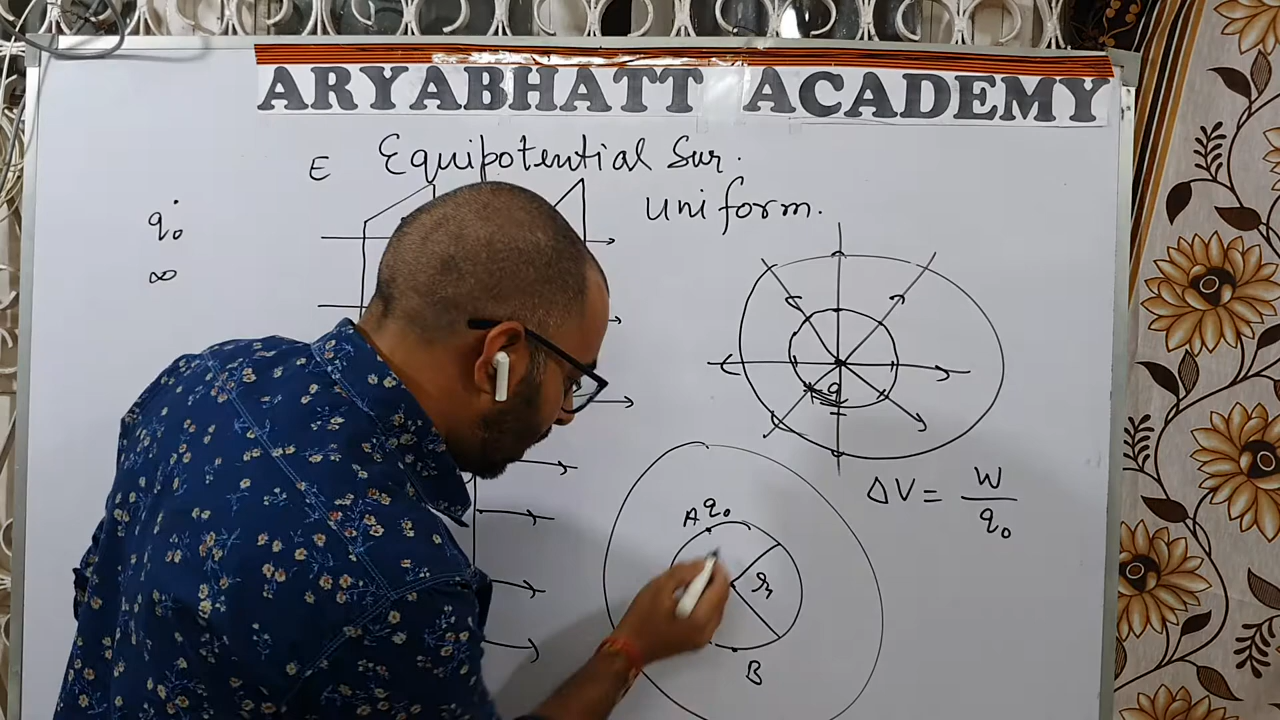 ARYABHATT ACADEMY
E Equipotential Sur.
uniform.
q₀
∞
q
ΔV = W/q₀
A q₀
r
B